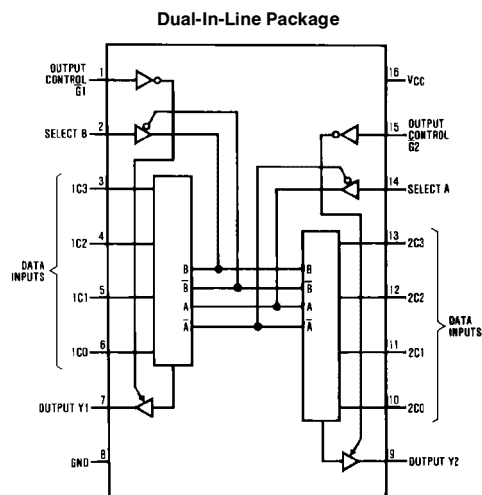 Dual-In-Line Package
OUTPUT
CONTROL
G̅1
1
SELECT B
2
1C3
3
1C2
4
1C1
5
1C0
6
DATA
INPUTS
OUTPUT Y1
7
GND
8
B
B̅
A
A̅
B
B̅
A
A̅
16
VCC
15
OUTPUT
CONTROL
G̅2
14
SELECT A
13
2C3
12
2C2
11
2C1
10
2C0
DATA
INPUTS
9
OUTPUT Y2